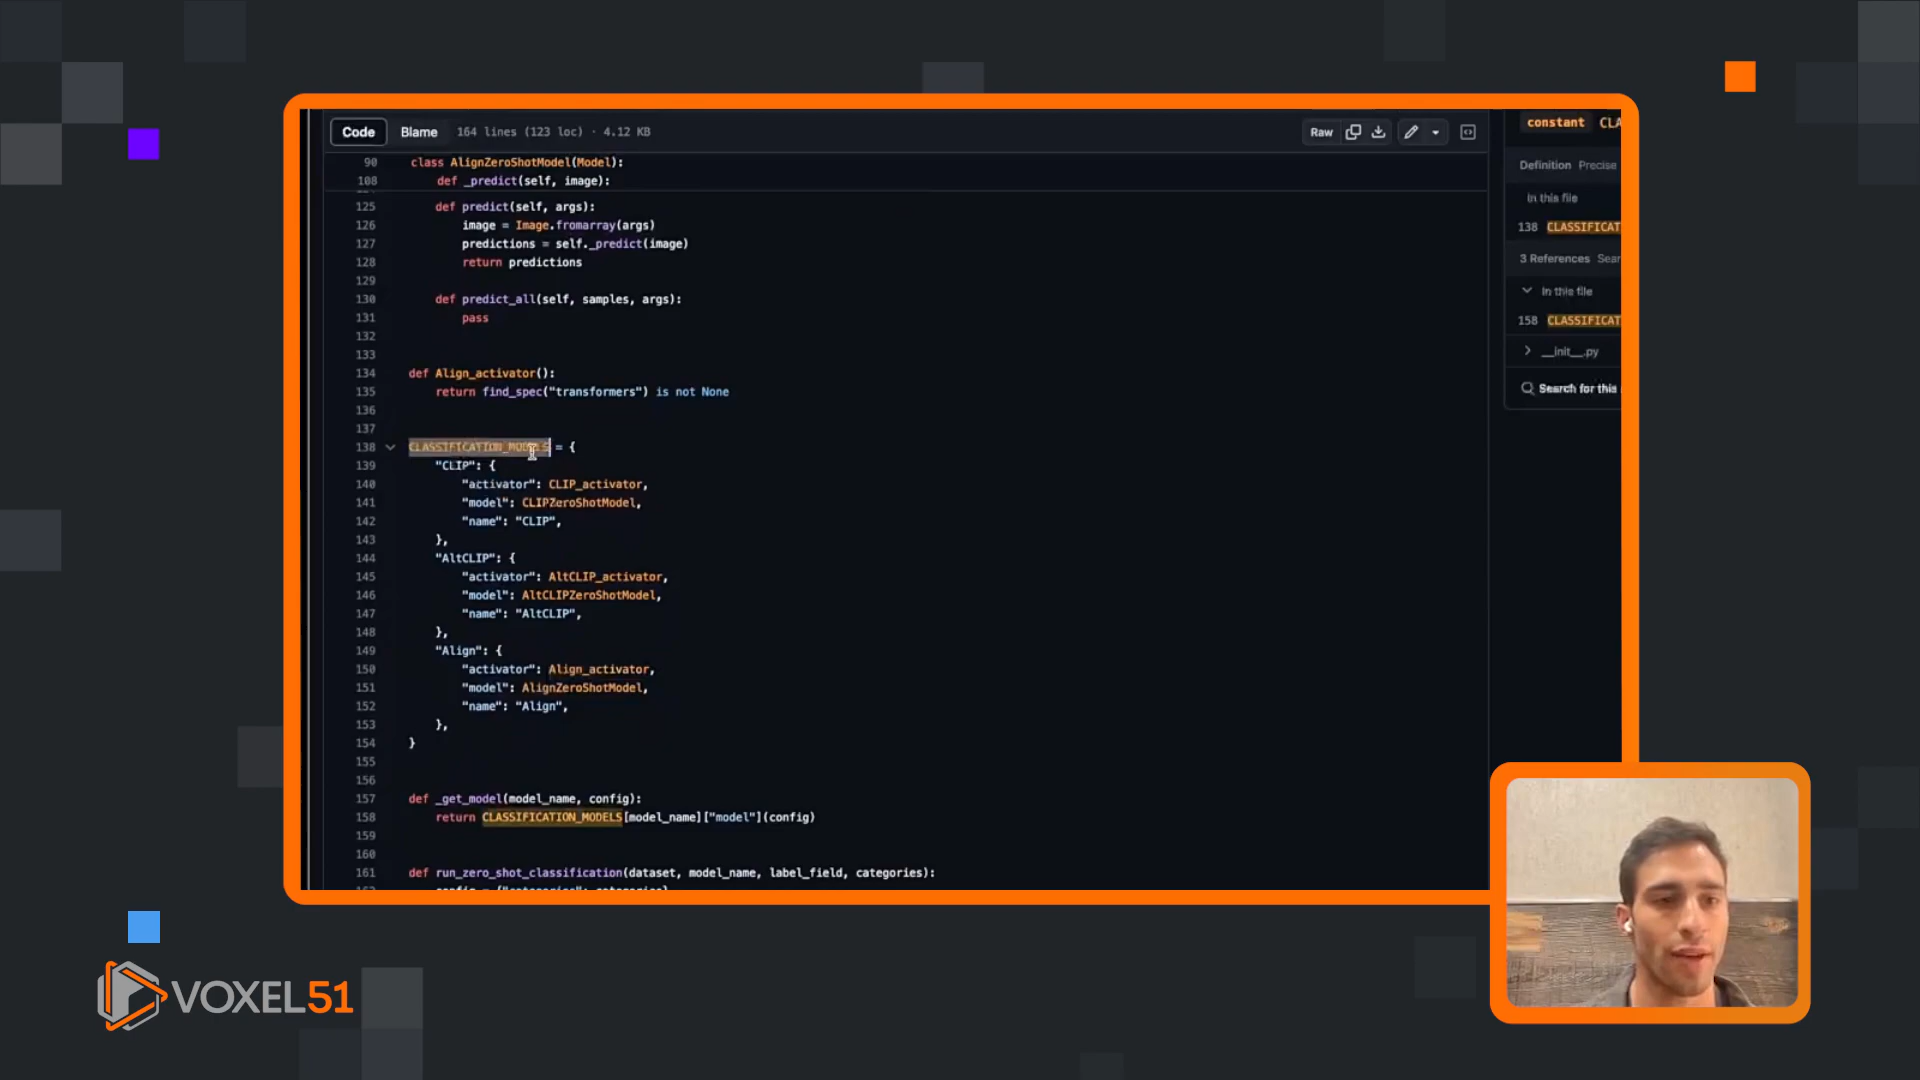 Code Blame 164 lines (123 loc) · 4.12 KB Raw
90 class AlignZeroShotModel(Model):
108 def _predict(self, image):
125 def predict(self, args):
126 image = Image.fromarray(args)
127 predictions = self._predict(image)
128 return predictions
129
130 def predict_all(self, samples, args):
131 pass
132
133
134 def Align_activator():
135 return find_spec("transformers") is not None
136
137
138 CLASSIFICATION_MODELS = {
139 "CLIP": {
140 "activator": CLIP_activator,
141 "model": CLIPZeroShotModel,
142 "name": "CLIP",
143 },
144 "AltCLIP": {
145 "activator": AltCLIP_activator,
146 "model": AltCLIPZeroShotModel,
147 "name": "AltCLIP",
148 },
149 "Align": {
150 "activator": Align_activator,
151 "model": AlignZeroShotModel,
152 "name": "Align",
153 },
154 }
155
156
157 def _get_model(model_name, config):
158 return CLASSIFICATION_MODELS[model_name]["model"](config)
159
160
161 def run_zero_shot_classification(dataset, model_name, label_field, categories):
constant CLA
Definition Precise
In this file
138 CLASSIFICAT
3 References Sear
In this file
158 CLASSIFICAT
__init__.py
Search for this
VOXEL51